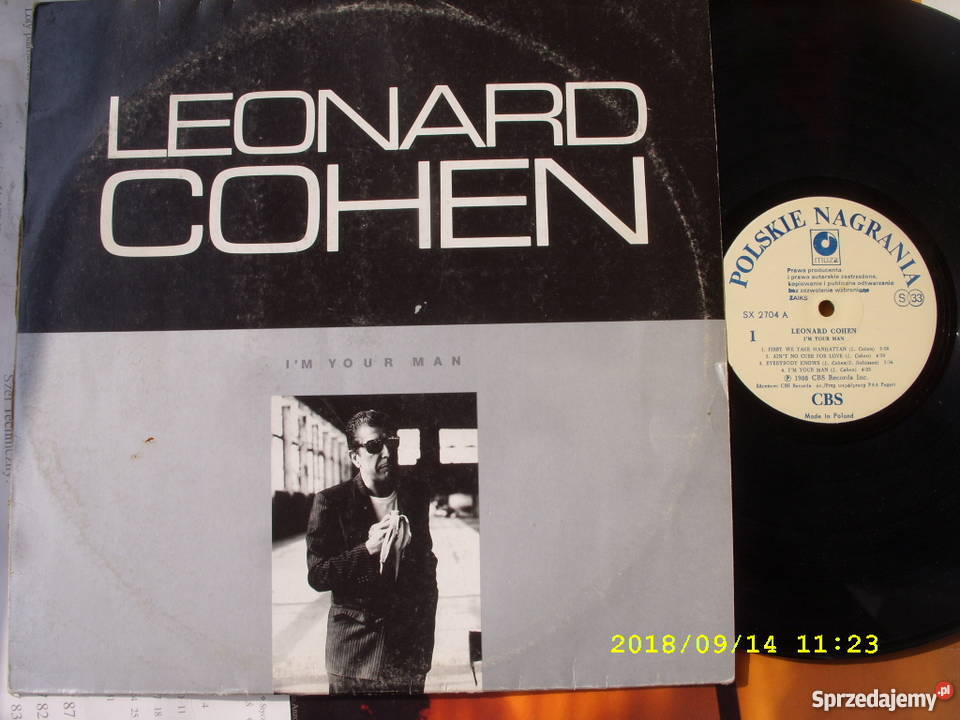 LEONARD
COHEN
I'M YOUR MAN
POLSKIE NAGRANIA
muza
Prawa producenta
i prawa autorskie zastrzeżone,
kopiowanie i publiczne odtwarzanie
bez zezwolenia wzbronione
ZAIKS
SX 2704 A
S 33
I
LEONARD COHEN
I'M YOUR MAN
1. FIRST WE TAKE MANHATTAN (L. Cohen)
2. AIN'T NO CURE FOR LOVE (L. Cohen)
3. EVERYBODY KNOWS (L. Cohen/S. Robinson)
4. I'M YOUR MAN (L. Cohen)
℗ 1988 CBS Records Inc.
CBS
Made in Poland
2018/09/14 11:23
Sprzedajemy.pl